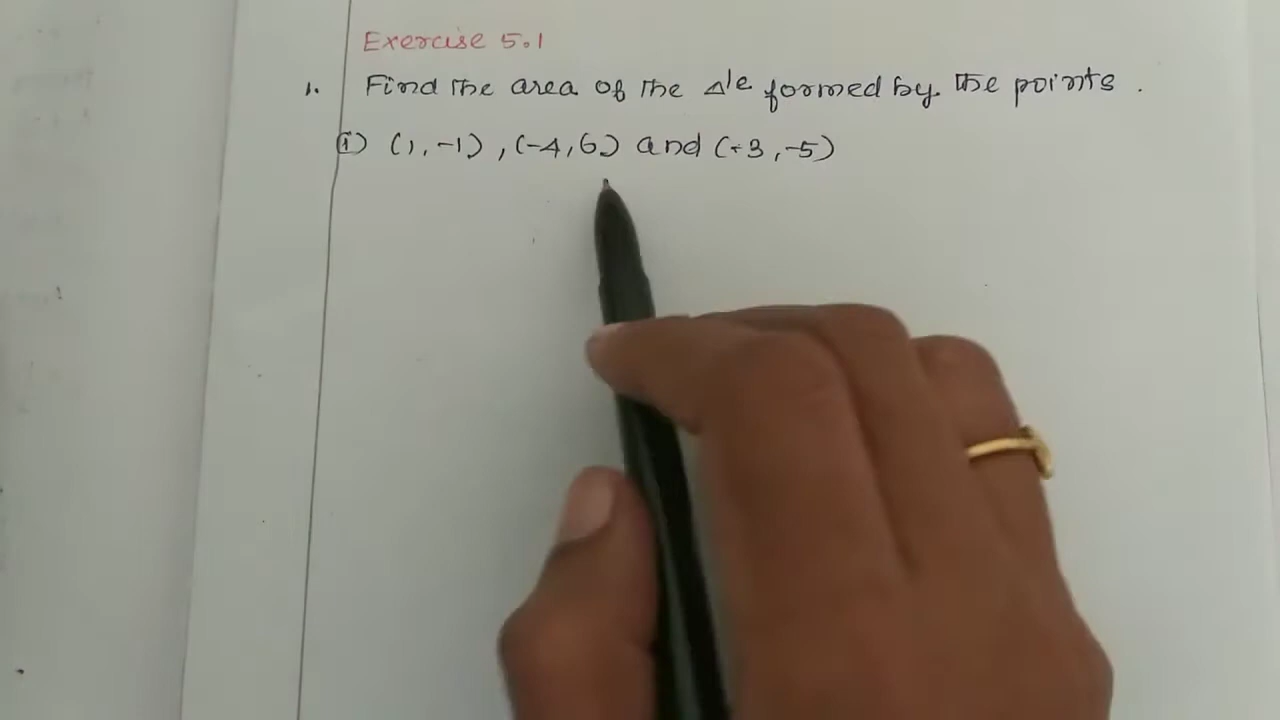 Exercise 5.1
1. Find the area of the △le formed by the points.
(i) (1,-1), (-4,6) and (-3,-5)